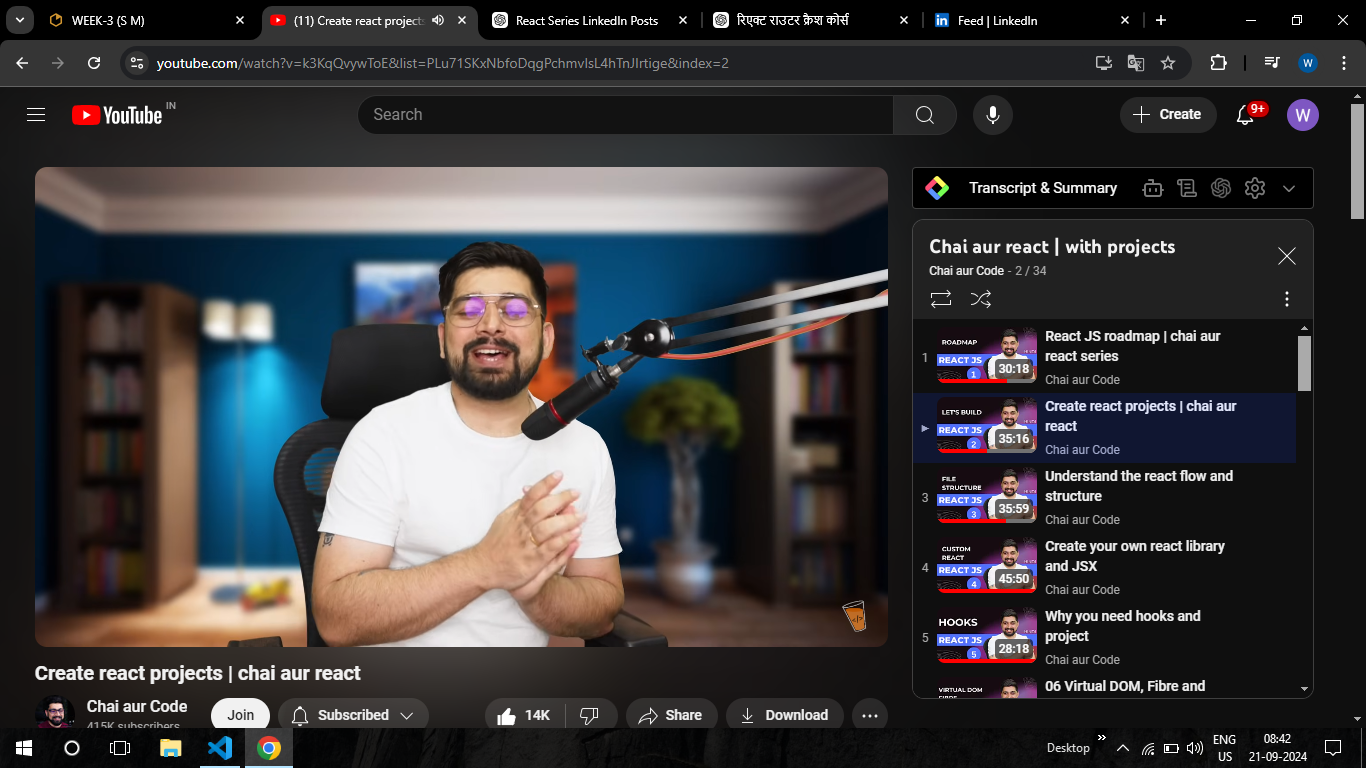 WEEK-3 (S M)
(11) Create react projects
React Series LinkedIn Posts
रिएक्ट राउटर क्रैश कोर्स
Feed | LinkedIn
youtube.com/watch?v=k3KqQvywToE&list=PLu71SKxNbfoDqgPchmvIsL4hTnJIrtige&index=2
W
YouTube IN
Search
Create
9+
W
Transcript & Summary
Chai aur react | with projects
Chai aur Code - 2 / 34
1
ROADMAP
REACT JS
1
30:18
React JS roadmap | chai aur
react series
Chai aur Code
LET'S BUILD
REACT JS
2
35:16
Create react projects | chai aur
react
Chai aur Code
3
FILE
STRUCTURE
REACT JS
3
35:59
Understand the react flow and
structure
Chai aur Code
4
CUSTOM
REACT
REACT JS
4
45:50
Create your own react library
and JSX
Chai aur Code
5
HOOKS
REACT JS
5
28:18
Why you need hooks and
project
Chai aur Code
VIRTUAL DOM
06 Virtual DOM, Fibre and
</>
Create react projects | chai aur react
Chai aur Code
415K subscribers
Join
Subscribed
14K
Share
Download
Desktop
ENG
US
08:42
21-09-2024